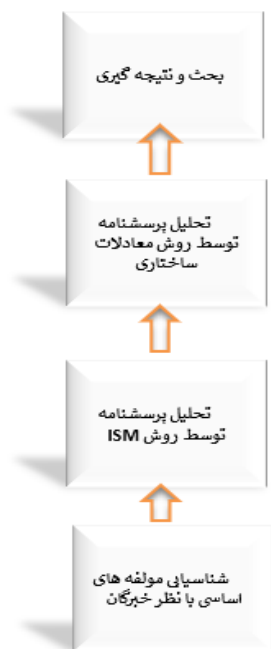 بحث و نتیجه گیری
تحلیل پرسشنامه
توسط روش معادلات
ساختاری
تحلیل پرسشنامه
توسط روش ISM
شناسیایی مولفه های
اساسی با نظر خبرگان